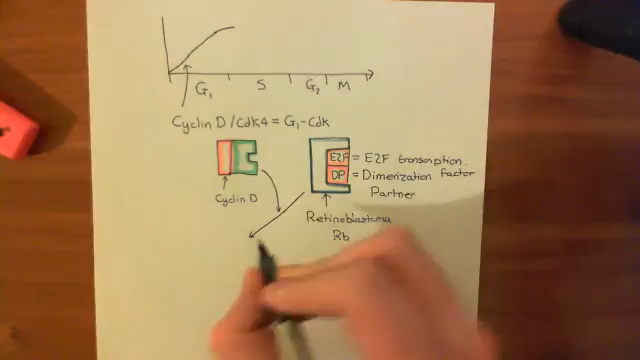 G₁ S G₂ M
Cyclin D/Cdk4 = G₁-Cdk
E2F = E2F transcription
DP = Dimerization factor
Partner
Cyclin D
Retinoblastoma
Rb